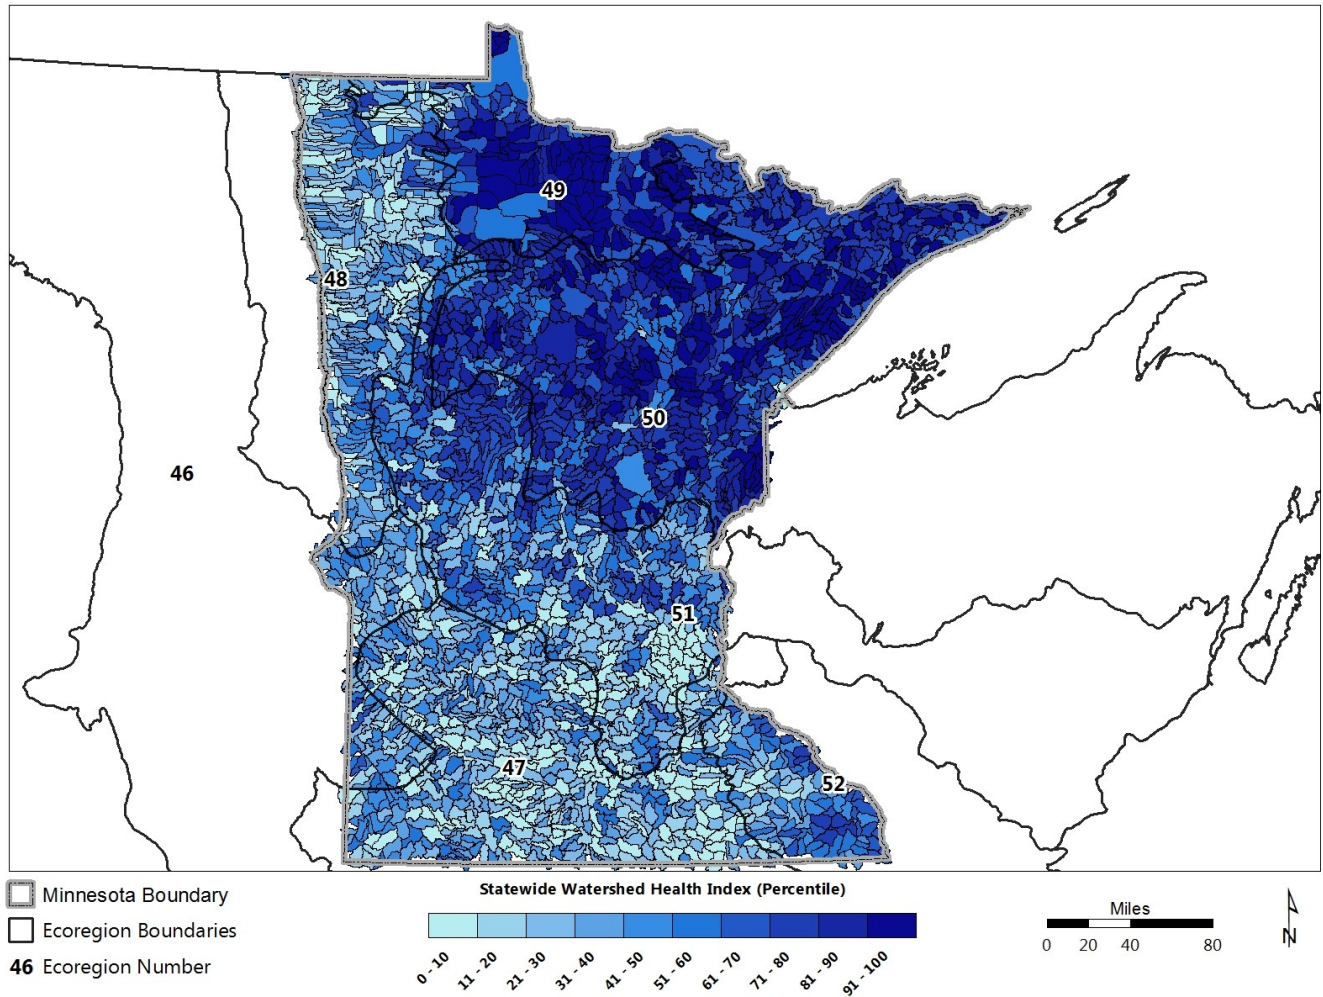 49
48
50
46
51
47
52
Minnesota Boundary
Ecoregion Boundaries
46 Ecoregion Number
Statewide Watershed Health Index (Percentile)
0 - 10
11 - 20
21 - 30
31 - 40
41 - 50
51 - 60
61 - 70
71 - 80
81 - 90
91 - 100
Miles
0 20 40 80
N